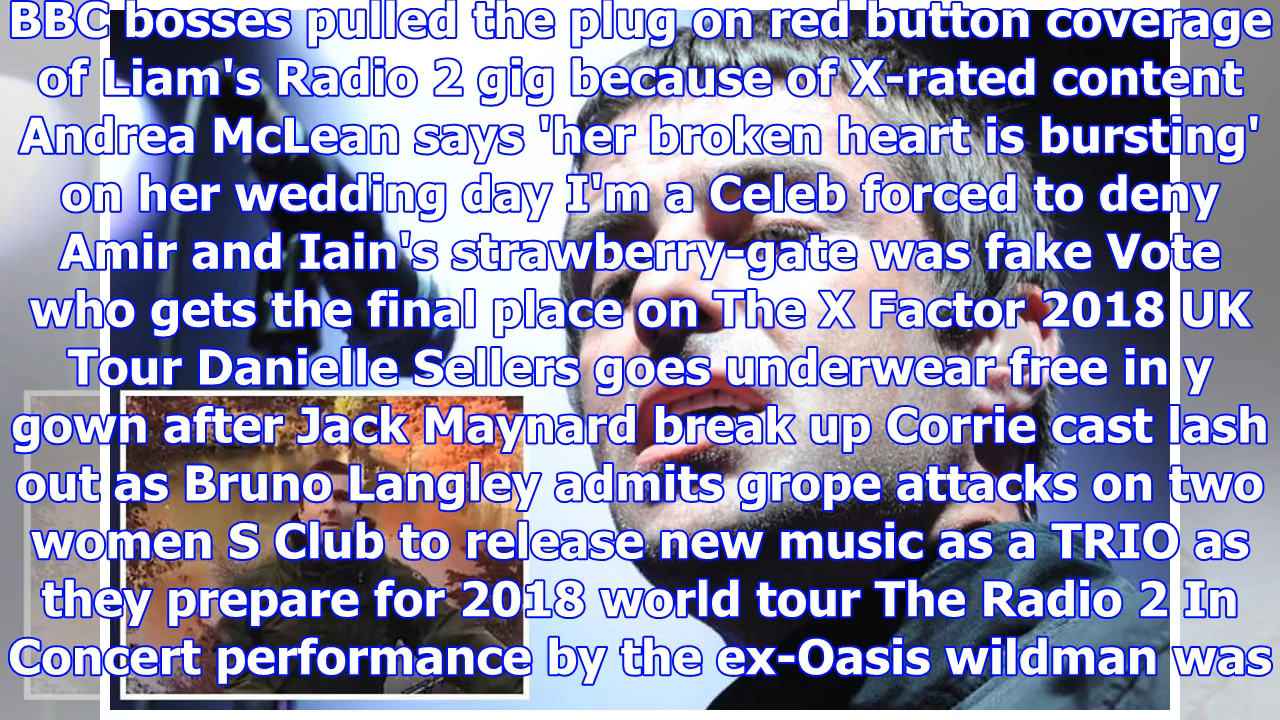 BBC bosses pulled the plug on red button coverage
of Liam's Radio 2 gig because of X-rated content
Andrea McLean says 'her broken heart is bursting'
on her wedding day I'm a Celeb forced to deny
Amir and Iain's strawberry-gate was fake Vote
who gets the final place on The X Factor 2018 UK
Tour Danielle Sellers goes underwear free in y
gown after Jack Maynard break up Corrie cast lash
out as Bruno Langley admits grope attacks on two
women S Club to release new music as a TRIO as
they prepare for 2018 world tour The Radio 2 In
Concert performance by the ex-Oasis wildman was